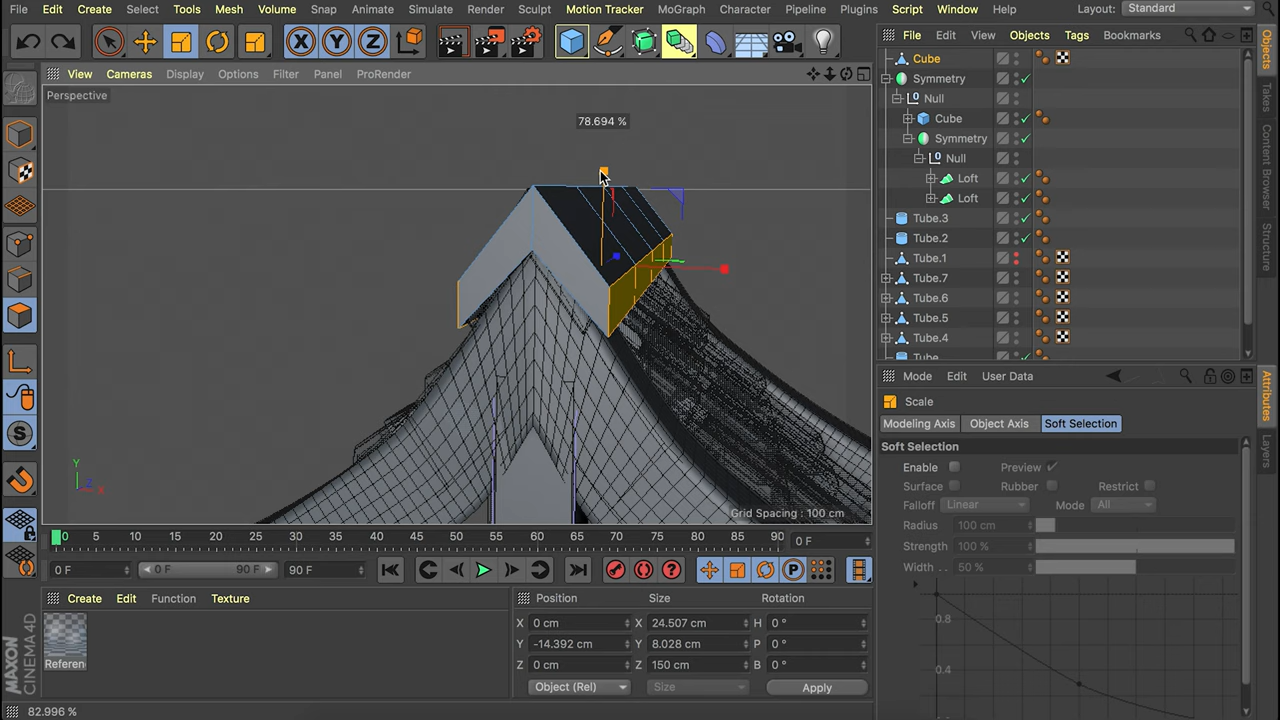 File Edit Create Select Tools Mesh Volume Snap Animate Simulate Render Sculpt Motion Tracker MoGraph Character Pipeline Plugins Script Window Help Layout: Standard
X Y Z
File Edit View Objects Tags Bookmarks
View Cameras Display Options Filter Panel ProRender
Perspective
78.694 %
Cube
Symmetry
Null
Cube
Symmetry
Null
Loft
Loft
Tube.3
Tube.2
Tube.1
Tube.7
Tube.6
Tube.5
Tube.4
Tube
Objects
Takes
Content Browser
Structure
Mode Edit User Data
Scale
Modeling Axis Object Axis Soft Selection
Soft Selection
Enable Preview
Surface Rubber Restrict
Falloff Linear Mode All
Radius 100 cm
Strength 100 %
Width . . 50 %
0.8
0.4
Attributes
Layers
S
Y
Z X
Grid Spacing : 100 cm
0 5 10 15 20 25 30 35 40 45 50 55 60 65 70 75 80 85 90 0 F
0 F 0 F 90 F 90 F
P
Create Edit Function Texture
Referen
Position Size Rotation
X 0 cm X 24.507 cm H 0 °
Y -14.392 cm Y 8.028 cm P 0 °
Z 0 cm Z 150 cm B 0 °
Object (Rel) Size Apply
MAXON
CINEMA 4D
82.996 %